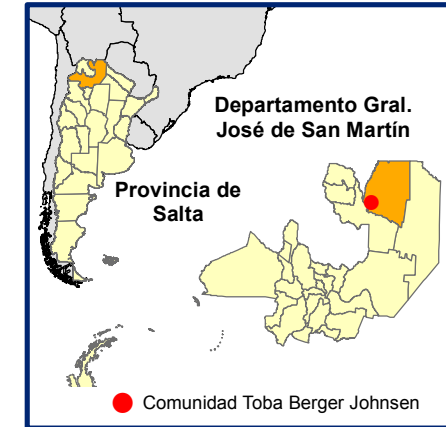 Departamento Gral.
José de San Martín
Provincia de
Salta
Comunidad Toba Berger Johnsen